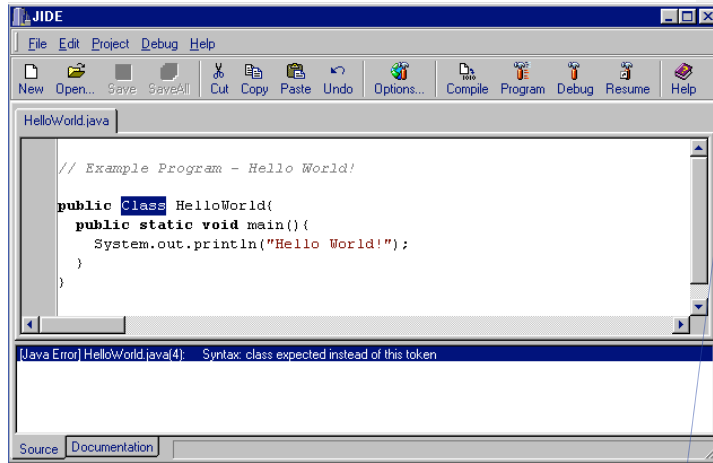 JIDE
File Edit Project Debug Help
New Open... Save SaveAll Cut Copy Paste Undo Options... Compile Program Debug Resume Help
HelloWorld.java
// Example Program - Hello World!
public Class HelloWorld{
public static void main(){
System.out.println("Hello World!");
}
}
[Java Error] HelloWorld.java(4): Syntax: class expected instead of this token
Source Documentation